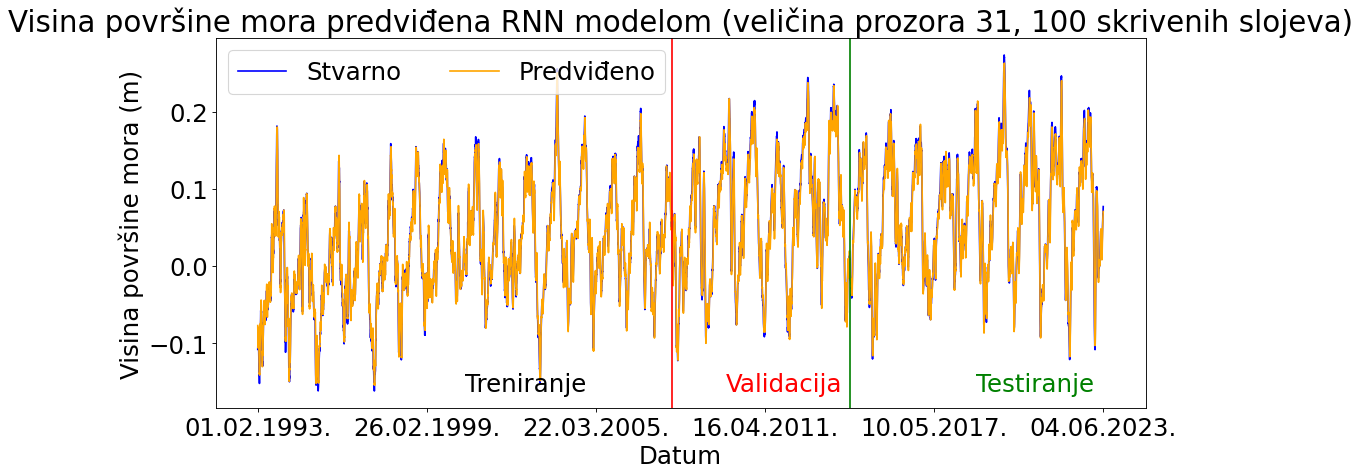 Visina površine mora predviđena RNN modelom (veličina prozora 31, 100 skrivenih slojeva)
Stvarno
Predviđeno
Visina površine mora (m)
0.2
0.1
0.0
−0.1
Treniranje
Validacija
Testiranje
01.02.1993.
26.02.1999.
22.03.2005.
16.04.2011.
10.05.2017.
04.06.2023.
Datum